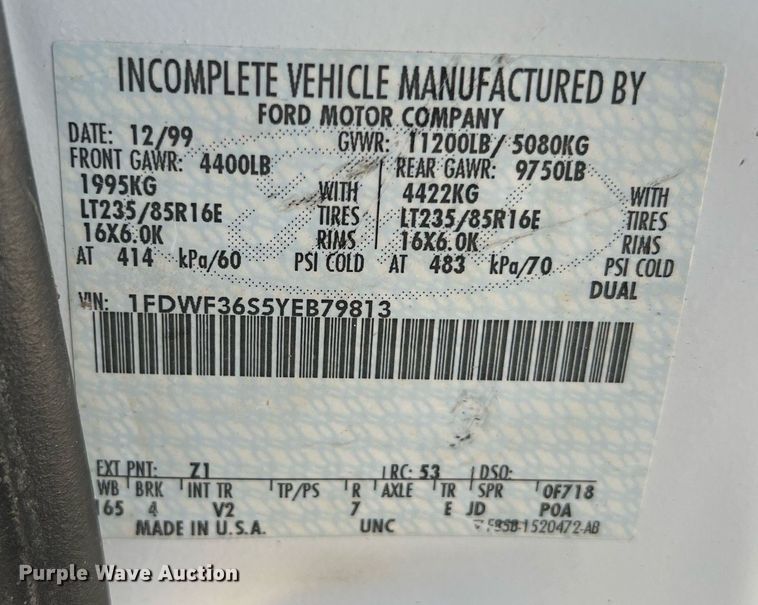 INCOMPLETE VEHICLE MANUFACTURED BY
FORD MOTOR COMPANY
DATE: 12/99 GVWR: 11200LB/ 5080KG
FRONT GAWR: 4400LB REAR GAWR: 9750LB
1995KG WITH 4422KG WITH
LT235/85R16E TIRES LT235/85R16E TIRES
16X6.0K RIMS 16X6.0K RIMS
AT 414 kPa/60 PSI COLD AT 483 kPa/70 PSI COLD
DUAL
VIN: 1FDWF36S5YEB79813
EXT PNT: Z1 RC: 53 DSO:
WB BRK INT TR TP/PS R AXLE TR SPR 0F718
165 4 V2 7 E JD POA
MADE IN U.S.A. UNC
Purple Wave Auction